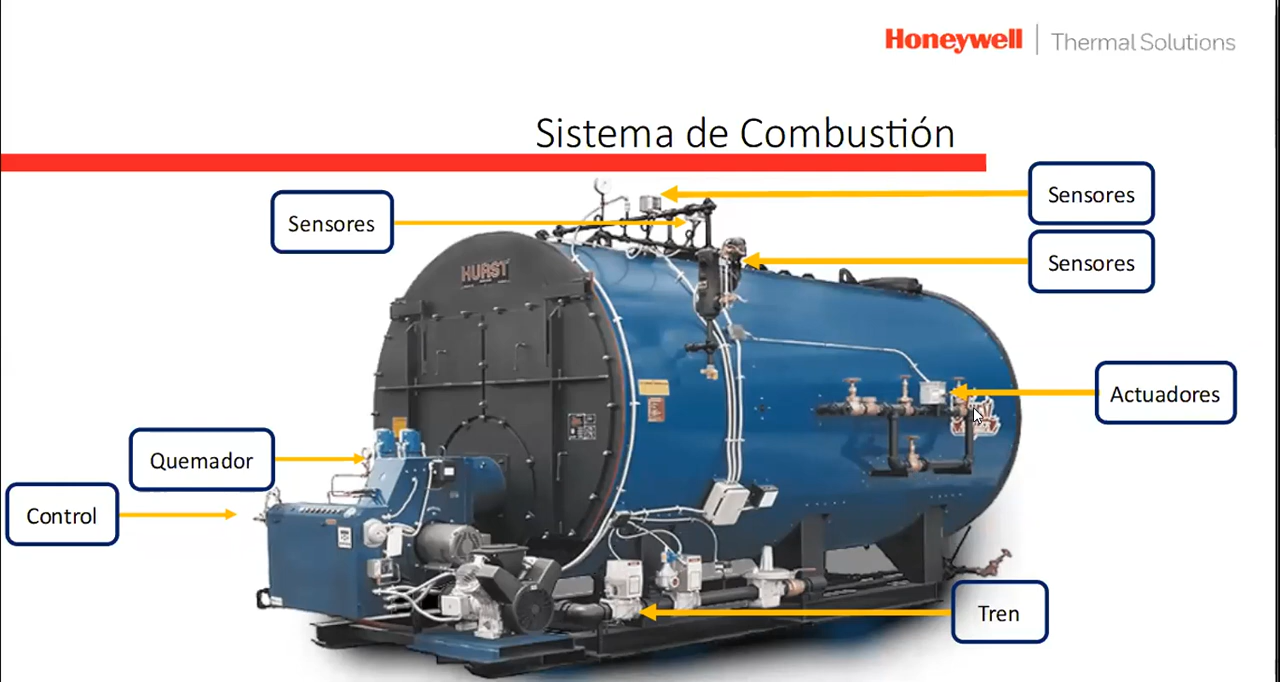 Honeywell | Thermal Solutions
Sistema de Combustión
Sensores
Sensores
Sensores
HURST
Actuadores
Quemador
Control
Tren